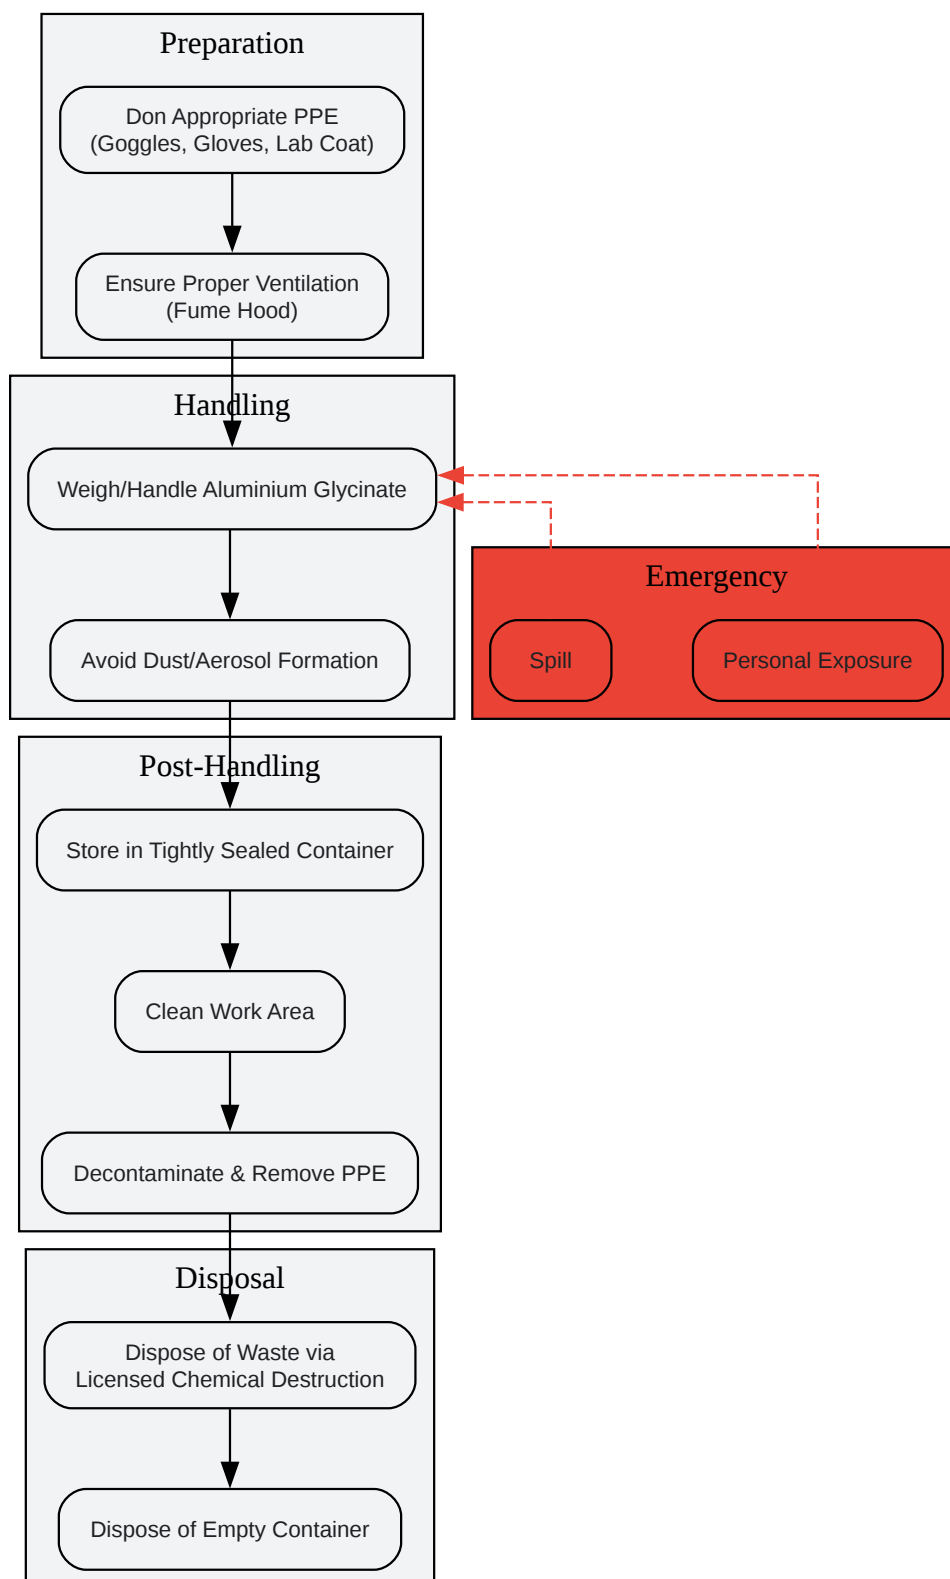 Preparation
Don Appropriate PPE
(Goggles, Gloves, Lab Coat)
Ensure Proper Ventilation
(Fume Hood)
Handling
Weigh/Handle Aluminium Glycinate
Avoid Dust/Aerosol Formation
Emergency
Spill
Personal Exposure
Post-Handling
Store in Tightly Sealed Container
Clean Work Area
Decontaminate & Remove PPE
Disposal
Dispose of Waste via
Licensed Chemical Destruction
Dispose of Empty Container